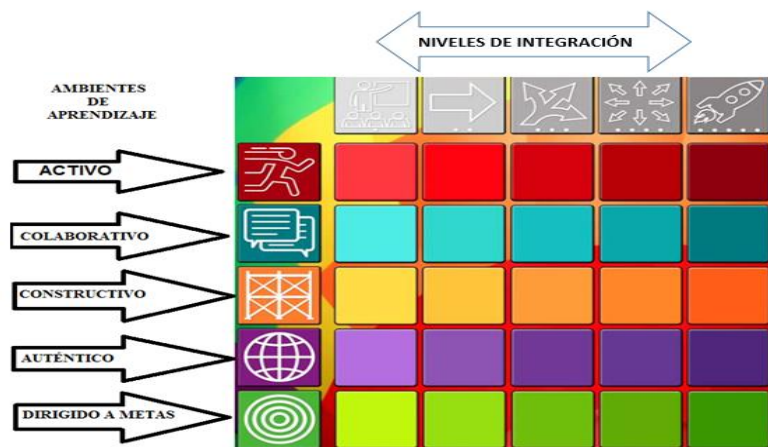 NIVELES DE INTEGRACIÓN
AMBIENTES
DE
APRENDIZAJE
ACTIVO
COLABORATIVO
CONSTRUCTIVO
AUTÉNTICO
DIRIGIDO A METAS